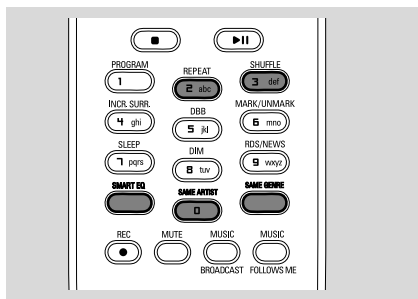 PROGRAM REPEAT SHUFFLE
1 2 abc 3 def
INCR. SURR. DBB MARK/UNMARK
4 ghi 5 jkl 6 mno
SLEEP DIM RDS/NEWS
7 pqrs 8 tuv 9 wxyz
SMART EQ SAME ARTIST SAME GENRE
0
REC MUTE MUSIC MUSIC
BROADCAST FOLLOWS ME